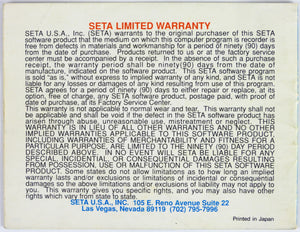 SETA LIMITED WARRANTY
SETA U.S.A., Inc. (SETA) warrants to the original purchaser of this SETA
software product that the medium on which this computer program is recorded is
free from defects in materials and workmanship for a period of ninety (90) days
from the date of purchase. Products returned to us or at the factory service
center must be accompanied by a receipt. In the absence of such a receipt
purchase, the warranty period shall be ninety(90) days from the date of
manufacture, indicated on the software product. This SETA software program
is sold "as is", without express or implied warranty of any kind, and SETA is not
liable for any losses or damages of any kind, resulting from use of this program.
SETA agrees for a period of ninety (90) days to either repair or replace, at its
option, free of charge, any SETA software product, postage paid, with proof of
date of purchase, at its Factory Service Center.
This warranty is not applicable to normal wear and tear. This warranty shall not
be applicable and shall be void if the defect in the SETA software product has
arisen through abuse, unreasonable use, mistreatment or neglect. THIS
WARRANTY IS IN LIEU OF ALL OTHER WARRANTIES AND NO OTHER
IMPLIED WARRANTIES APPLICABLE TO THIS SOFTWARE PRODUCT,
INCLUDING WARRANTIES OF MERCHANTABILITY AND FITNESS FOR A
PARTICULAR PURPOSE, ARE LIMITED TO THE NINETY (90) DAY PERIOD
DESCRIBED ABOVE. IN NO EVENT WILL SETA BE LIABLE FOR ANY
SPECIAL, INCIDENTAL, OR CONSEQUENTIAL DAMAGES RESULTING
FROM POSSESSION, USE OR MALFUNCTION OF THIS SETA SOFTWARE
PRODUCT. Some states do not allow limitations as to how long an implied
warranty lasts and/or exclusions or limitations of incidental or consequential
damages so the above limitations and/or exclusions of liability may not apply to
you. This warranty gives you specific rights, and you may also have other
rights which vary from state to state.
SETA U.S.A., INC. 105 E. Reno Avenue Suite 22
Las Vegas, Nevada 89119 (702) 795-7996
Printed in Japan